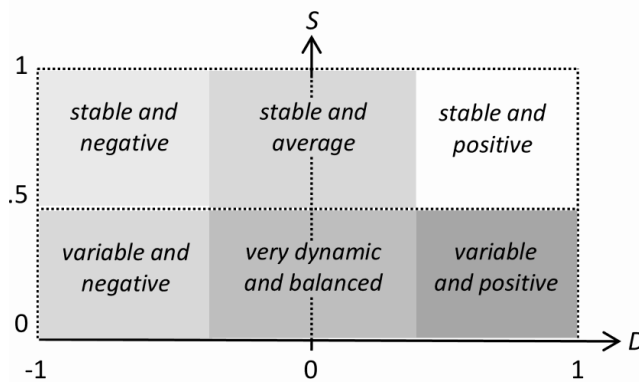 S
1
stable and
negative
stable and
average
stable and
positive
.5
variable and
negative
very dynamic
and balanced
variable
and positive
0
D
-1
0
1